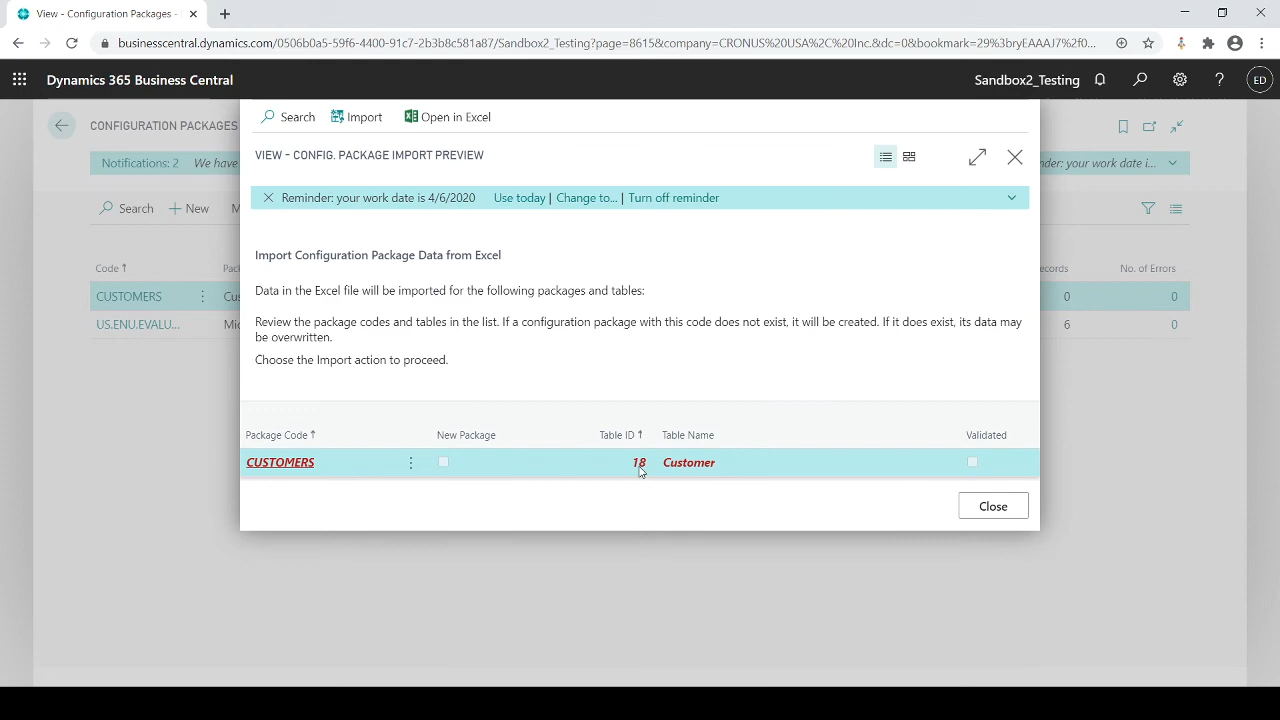 View - Configuration Packages -
businesscentral.dynamics.com/0506b0a5-59f6-4400-91c7-2b3b8c581a87/Sandbox2_Testing?page=8615&company=CRONUS%20USA%2C%20Inc.&dc=0&bookmark=29%3bryEAAAJ7%2f0...
Dynamics 365 Business Central
Sandbox2_Testing
?
ED
CONFIGURATION PACKAGES
Notifications: 2 We have
nder: your work date i...
Search
New
M
Code ↑
Pac
ecords
No. of Errors
CUSTOMERS
Cu
0
0
US.ENU.EVALU...
Mic
6
0
Search
Import
Open in Excel
VIEW - CONFIG. PACKAGE IMPORT PREVIEW
Reminder: your work date is 4/6/2020 Use today | Change to... | Turn off reminder
Import Configuration Package Data from Excel
Data in the Excel file will be imported for the following packages and tables:
Review the package codes and tables in the list. If a configuration package with this code does not exist, it will be created. If it does exist, its data may
be overwritten.
Choose the Import action to proceed.
Package Code ↑
New Package
Table ID ↑
Table Name
Validated
CUSTOMERS
18
Customer
Close